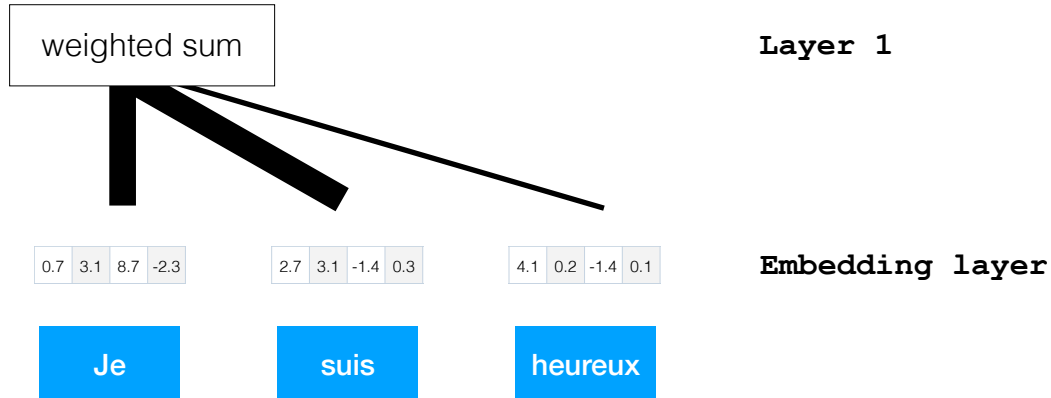 weighted sum
Layer 1
0.7 3.1 8.7 -2.3
2.7 3.1 -1.4 0.3
4.1 0.2 -1.4 0.1
Embedding layer
Je
suis
heureux